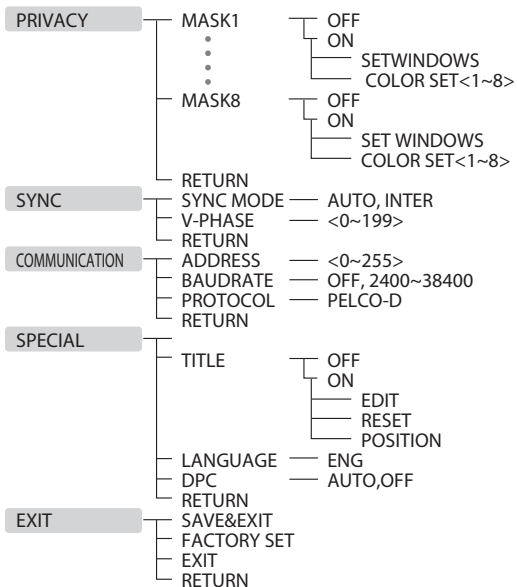 PRIVACY MASK1 OFF
ON
SETWINDOWS
COLOR SET<1~8>
MASK8 OFF
ON
SET WINDOWS
COLOR SET<1~8>
RETURN
SYNC SYNC MODE AUTO, INTER
V-PHASE <0~199>
RETURN
COMMUNICATION ADDRESS <0~255>
BAUDRATE OFF, 2400~38400
PROTOCOL PELCO-D
RETURN
SPECIAL
TITLE OFF
ON
EDIT
RESET
POSITION
LANGUAGE ENG
DPC AUTO,OFF
RETURN
EXIT SAVE&EXIT
FACTORY SET
EXIT
RETURN